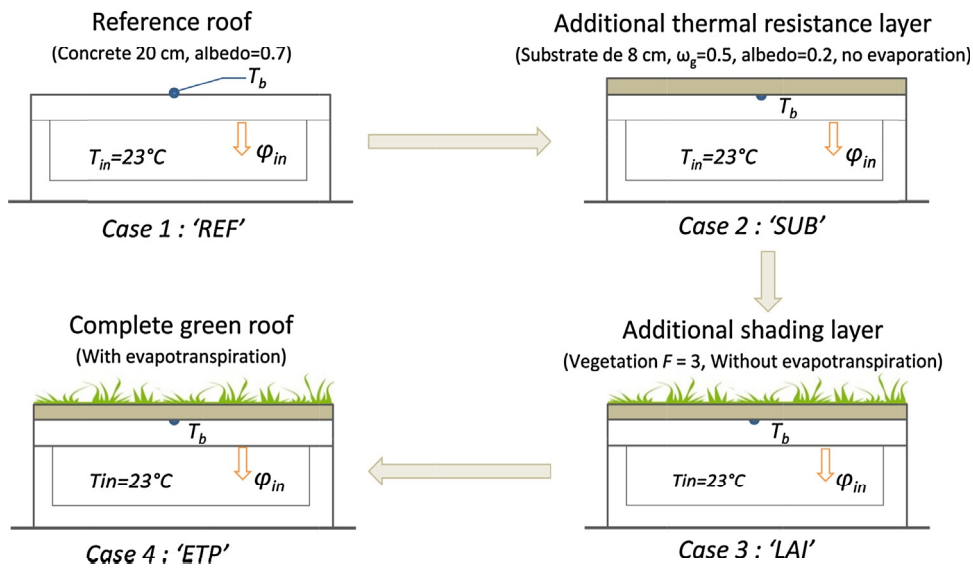 Reference roof
(Concrete 20 cm, albedo=0.7)
T_b
T_in=23°C
φ_in
Case 1 : ‘REF’
Additional thermal resistance layer
(Substrate de 8 cm, ω_g=0.5, albedo=0.2, no evaporation)
T_b
T_in=23°C
φ_in
Case 2 : ‘SUB’
Complete green roof
(With evapotranspiration)
T_b
Tin=23°C
φ_in
Case 4 : ‘ETP’
Additional shading layer
(Vegetation F = 3, Without evapotranspiration)
T_b
Tin=23°C
φ_in
Case 3 : ‘LAI’